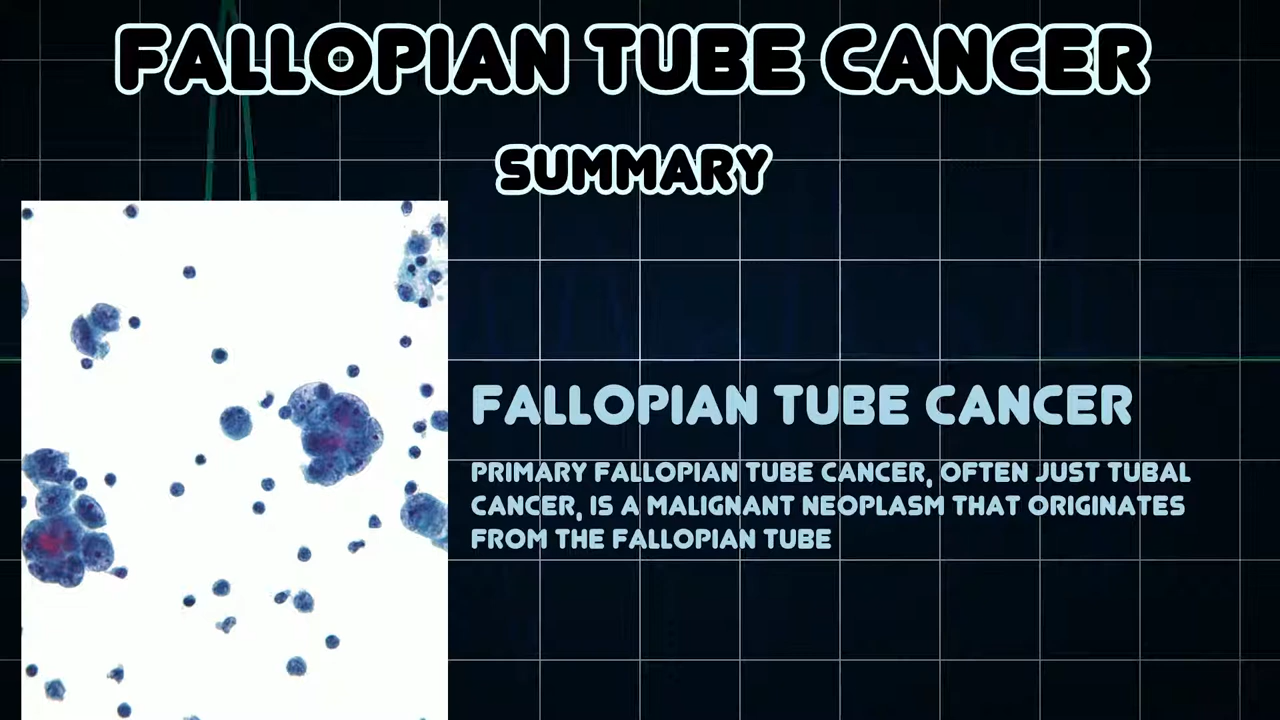 FALLOPIAN TUBE CANCER
SUMMARY
FALLOPIAN TUBE CANCER
PRIMARY FALLOPIAN TUBE CANCER, OFTEN JUST TUBAL
CANCER, IS A MALIGNANT NEOPLASM THAT ORIGINATES
FROM THE FALLOPIAN TUBE